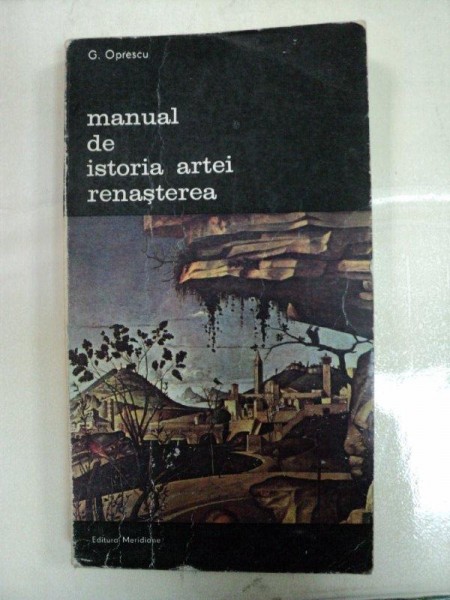 G. Oprescu
manual
de
istoria artei
renașterea
Editura Meridiane